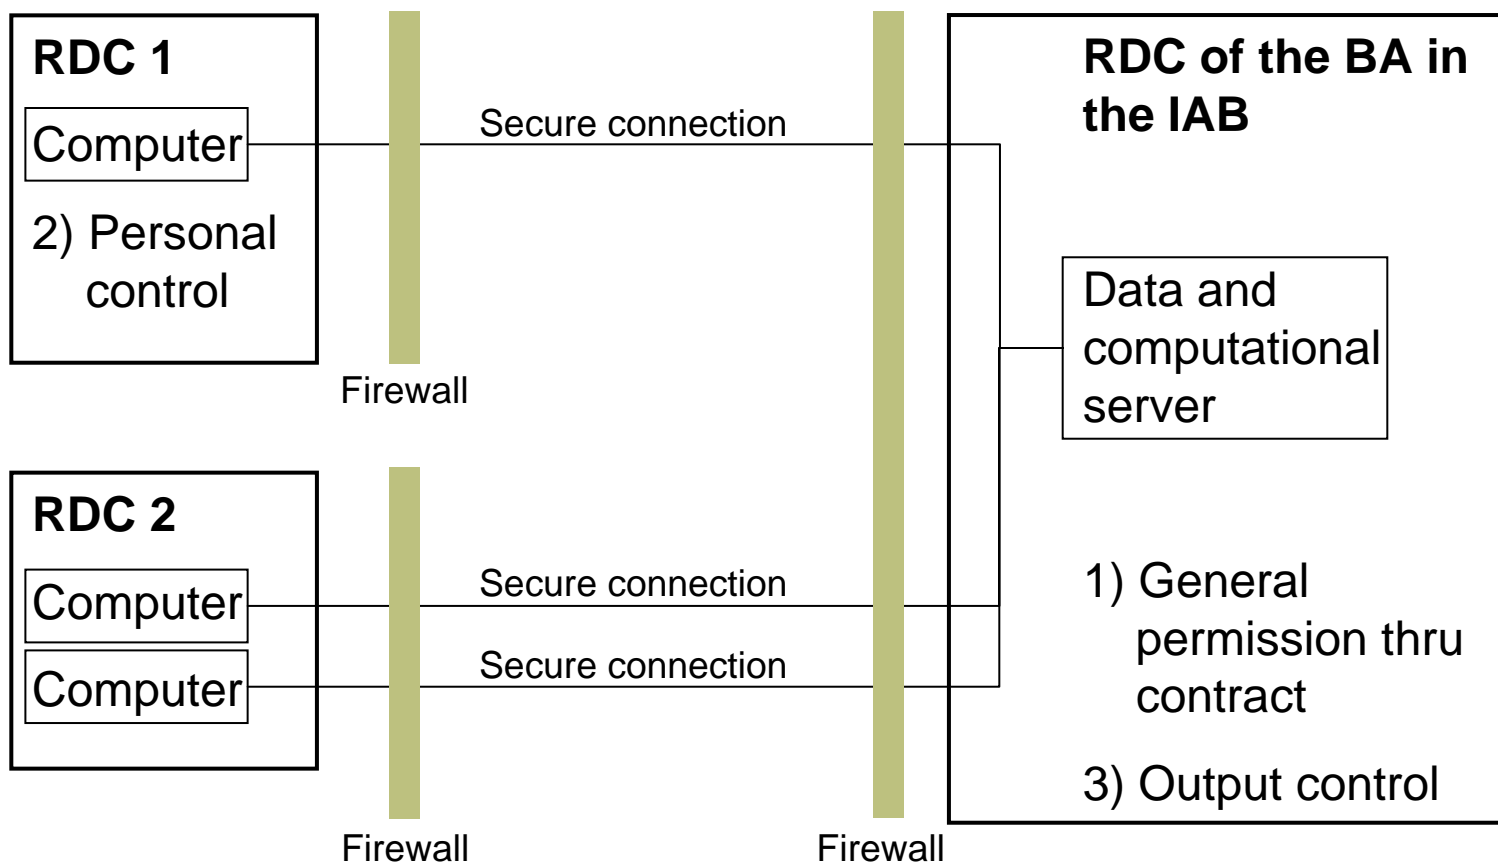 RDC 1
Computer
2) Personal
control
Firewall
Secure connection
RDC 2
Computer
Computer
Firewall
Secure connection
Secure connection
Firewall
RDC of the BA in
the IAB
Data and
computational
server
1) General
permission thru
contract
3) Output control